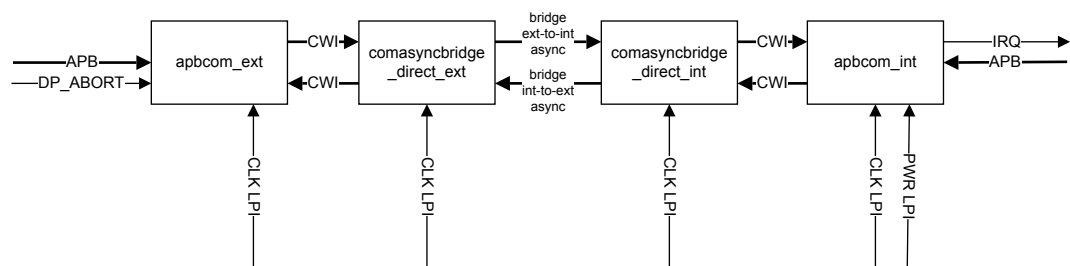 bridge
ext-to-int
async
apbcom_ext
CWI
comasyncbridge
_direct_ext
comasyncbridge
_direct_int
CWI
apbcom_int
IRQ
APB
DP_ABORT
CWI
bridge
int-to-ext
async
CWI
APB
CLK LPI
CLK LPI
CLK LPI
CLK LPI
PWR LPI